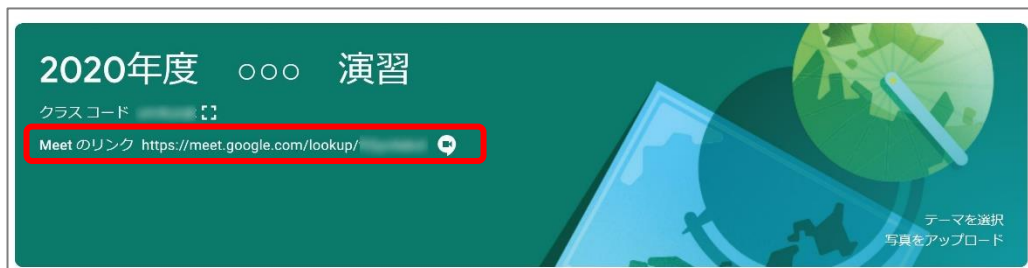 2020年度　○○○　演習
クラス コード
Meet のリンク https://meet.google.com/lookup/
テーマを選択
写真をアップロード